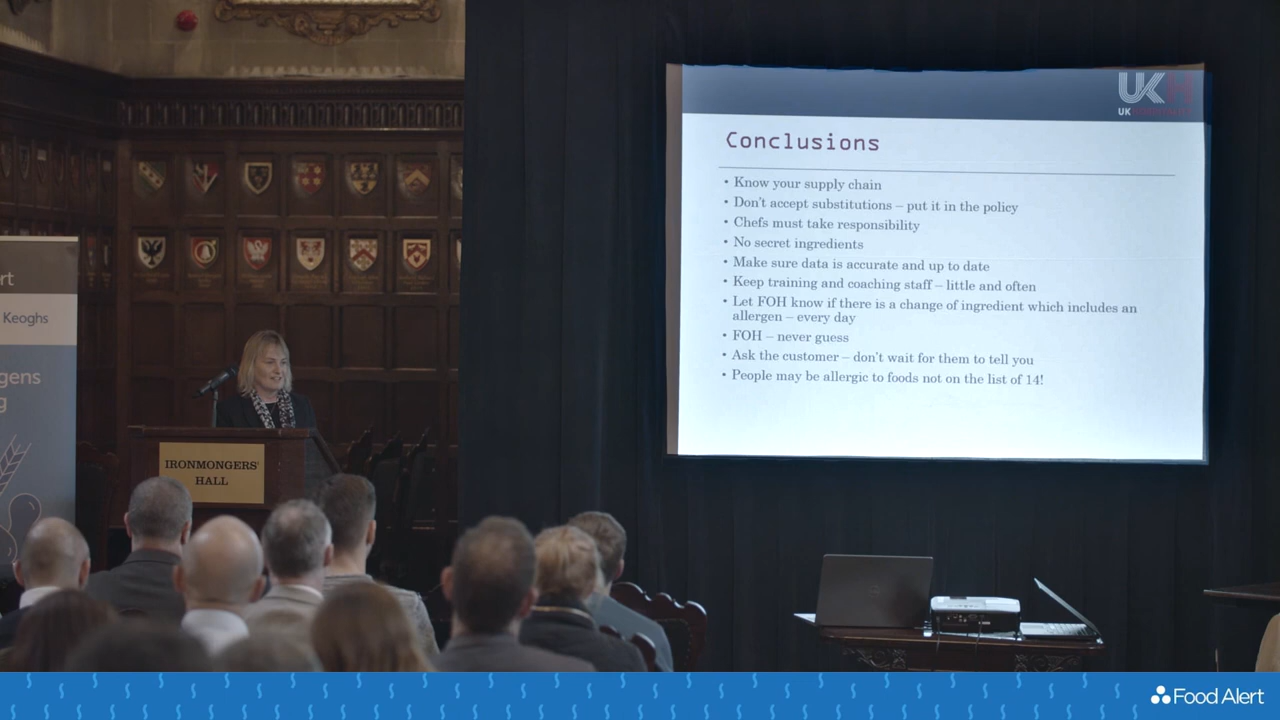 UKH
UK
Conclusions
• Know your supply chain
• Don't accept substitutions – put it in the policy
• Chefs must take responsibility
• No secret ingredients
• Make sure data is accurate and up to date
• Keep training and coaching staff – little and often
• Let FOH know if there is a change of ingredient which includes an
allergen – every day
• FOH – never guess
• Ask the customer – don't wait for them to tell you
• People may be allergic to foods not on the list of 14!
rt
Keoghs
gens
g
IRONMONGERS'
HALL
Food Alert